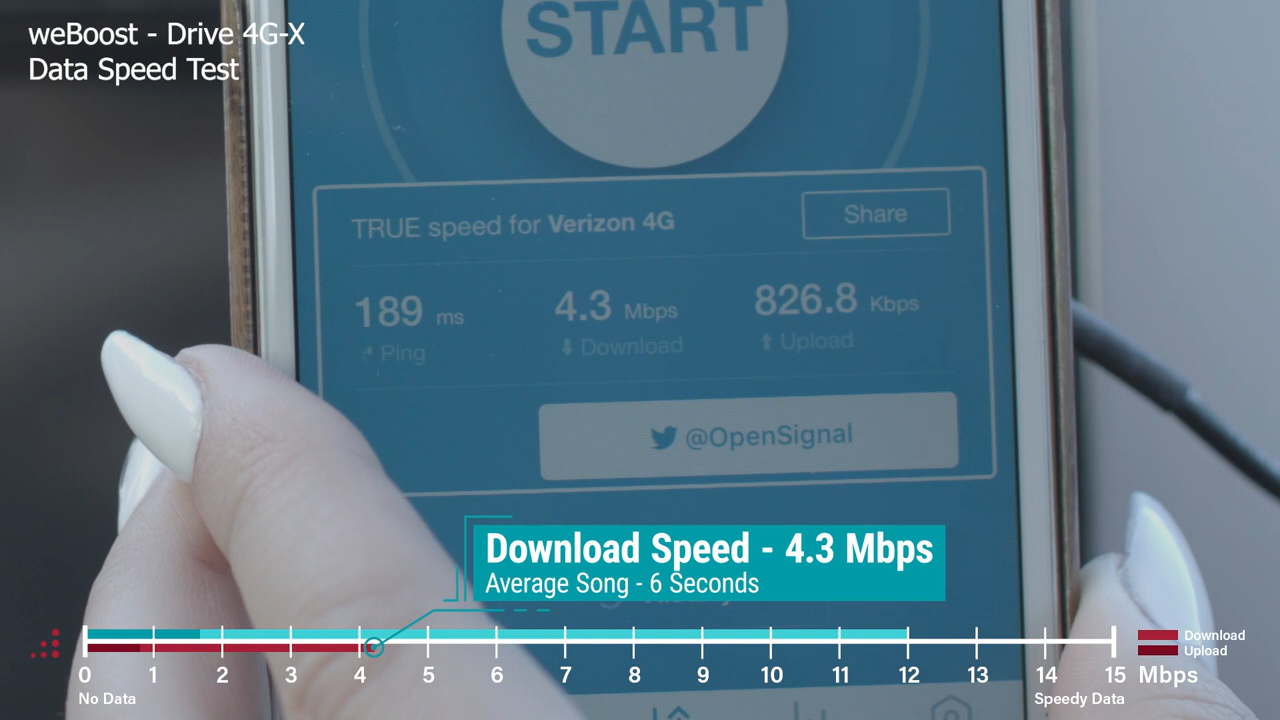 weBoost - Drive 4G-X
Data Speed Test
START
TRUE speed for Verizon 4G
Share
189 ms
4.3 Mbps
826.8 Kbps
Ping
Download
Upload
@OpenSignal
Download Speed - 4.3 Mbps
Average Song - 6 Seconds
0 1 2 3 4 5 6 7 8 9 10 11 12 13 14 15 Mbps
No Data
Speedy Data
Download
Upload